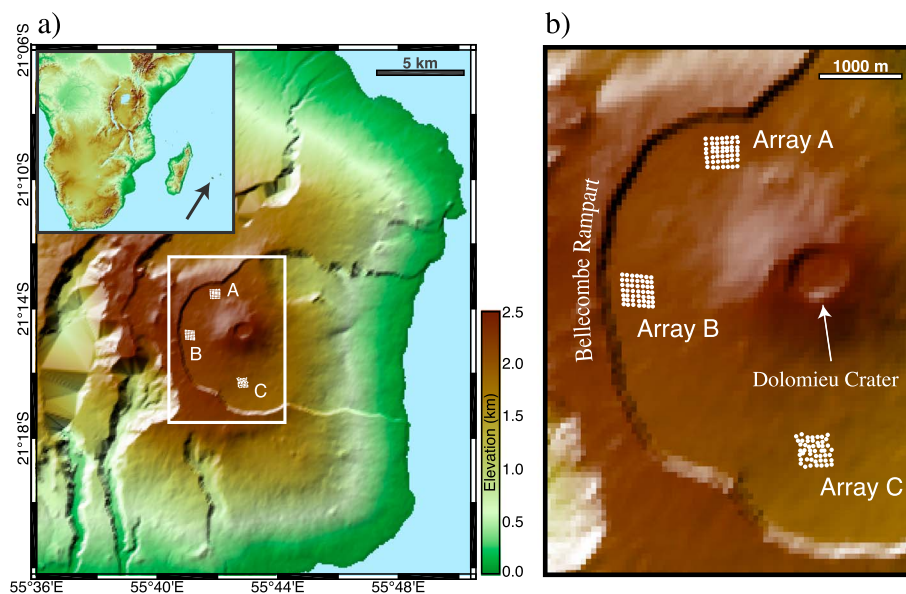 a)
21°06'S
21°10'S
21°14'S
21°18'S
55°36'E
55°40'E
55°44'E
55°48'E
5 km
A
B
C
2.5
2.0
1.5
1.0
0.5
0.0
Elevation (km)
b)
1000 m
Array A
Bellecombe Rampart
Array B
Dolomieu Crater
Array C